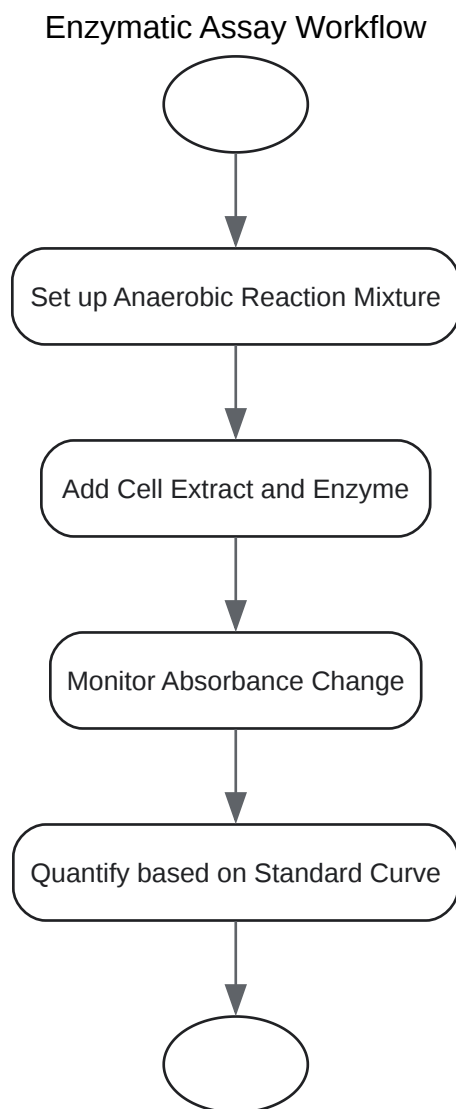 Enzymatic Assay Workflow
Set up Anaerobic Reaction Mixture
Add Cell Extract and Enzyme
Monitor Absorbance Change
Quantify based on Standard Curve